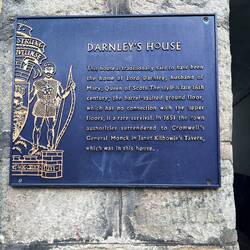 DARNLEY'S HOUSE
This house is traditionally said to have been
the home of Lord Darnley, husband of
Mary, Queen of Scots. The style is late 16th
century; the barrel-vaulted ground floor,
which has no connection with the upper
floors, is a rare survival. In 1651 the town
authorities surrendered to Cromwell's
General Monck in Janet Kilbowie's Tavern,
which was in this house.